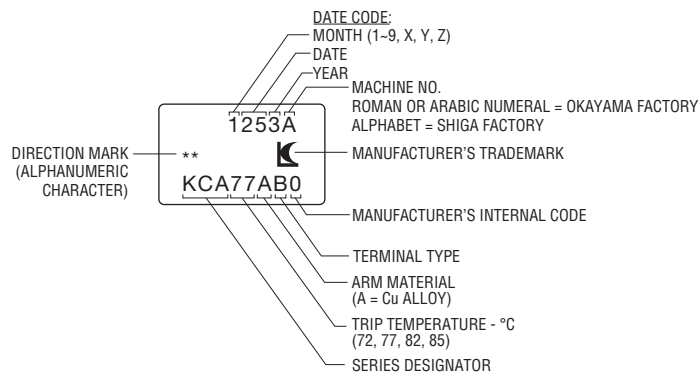 DATE CODE:
MONTH (1~9, X, Y, Z)
DATE
YEAR
MACHINE NO.
ROMAN OR ARABIC NUMERAL = OKAYAMA FACTORY
ALPHABET = SHIGA FACTORY
1253A
DIRECTION MARK
(ALPHANUMERIC
CHARACTER)
**
MANUFACTURER'S TRADEMARK
KCA77AB0
MANUFACTURER'S INTERNAL CODE
TERMINAL TYPE
ARM MATERIAL
(A = Cu ALLOY)
TRIP TEMPERATURE - °C
(72, 77, 82, 85)
SERIES DESIGNATOR